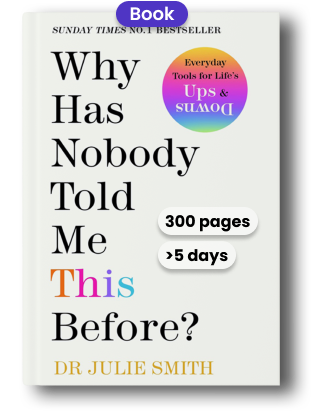 Book
SUNDAY TIMES NO.1 BESTSELLER
Why
Has
Nobody
Told
Me
This
Before?
Everyday
Tools for Life's
Ups &
Downs
300 pages
>5 days
DR JULIE SMITH